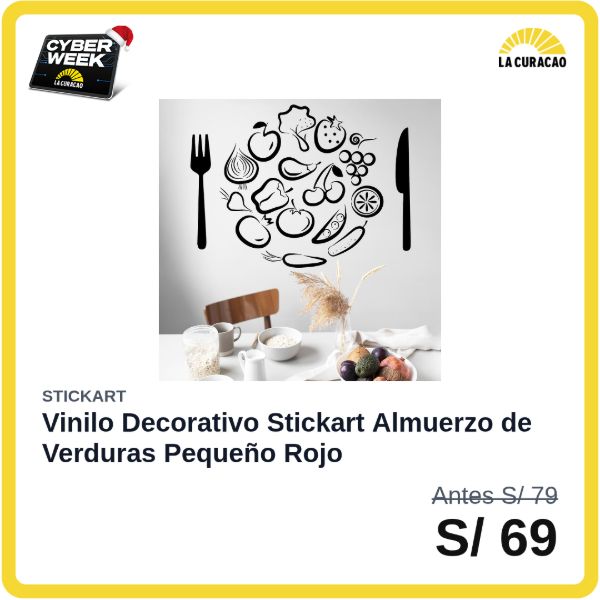 CYBER
WEEK
LA CURACAO
LA CURACAO
STICKART
Vinilo Decorativo Stickart Almuerzo de
Verduras Pequeño Rojo
Antes S/ 79
S/ 69